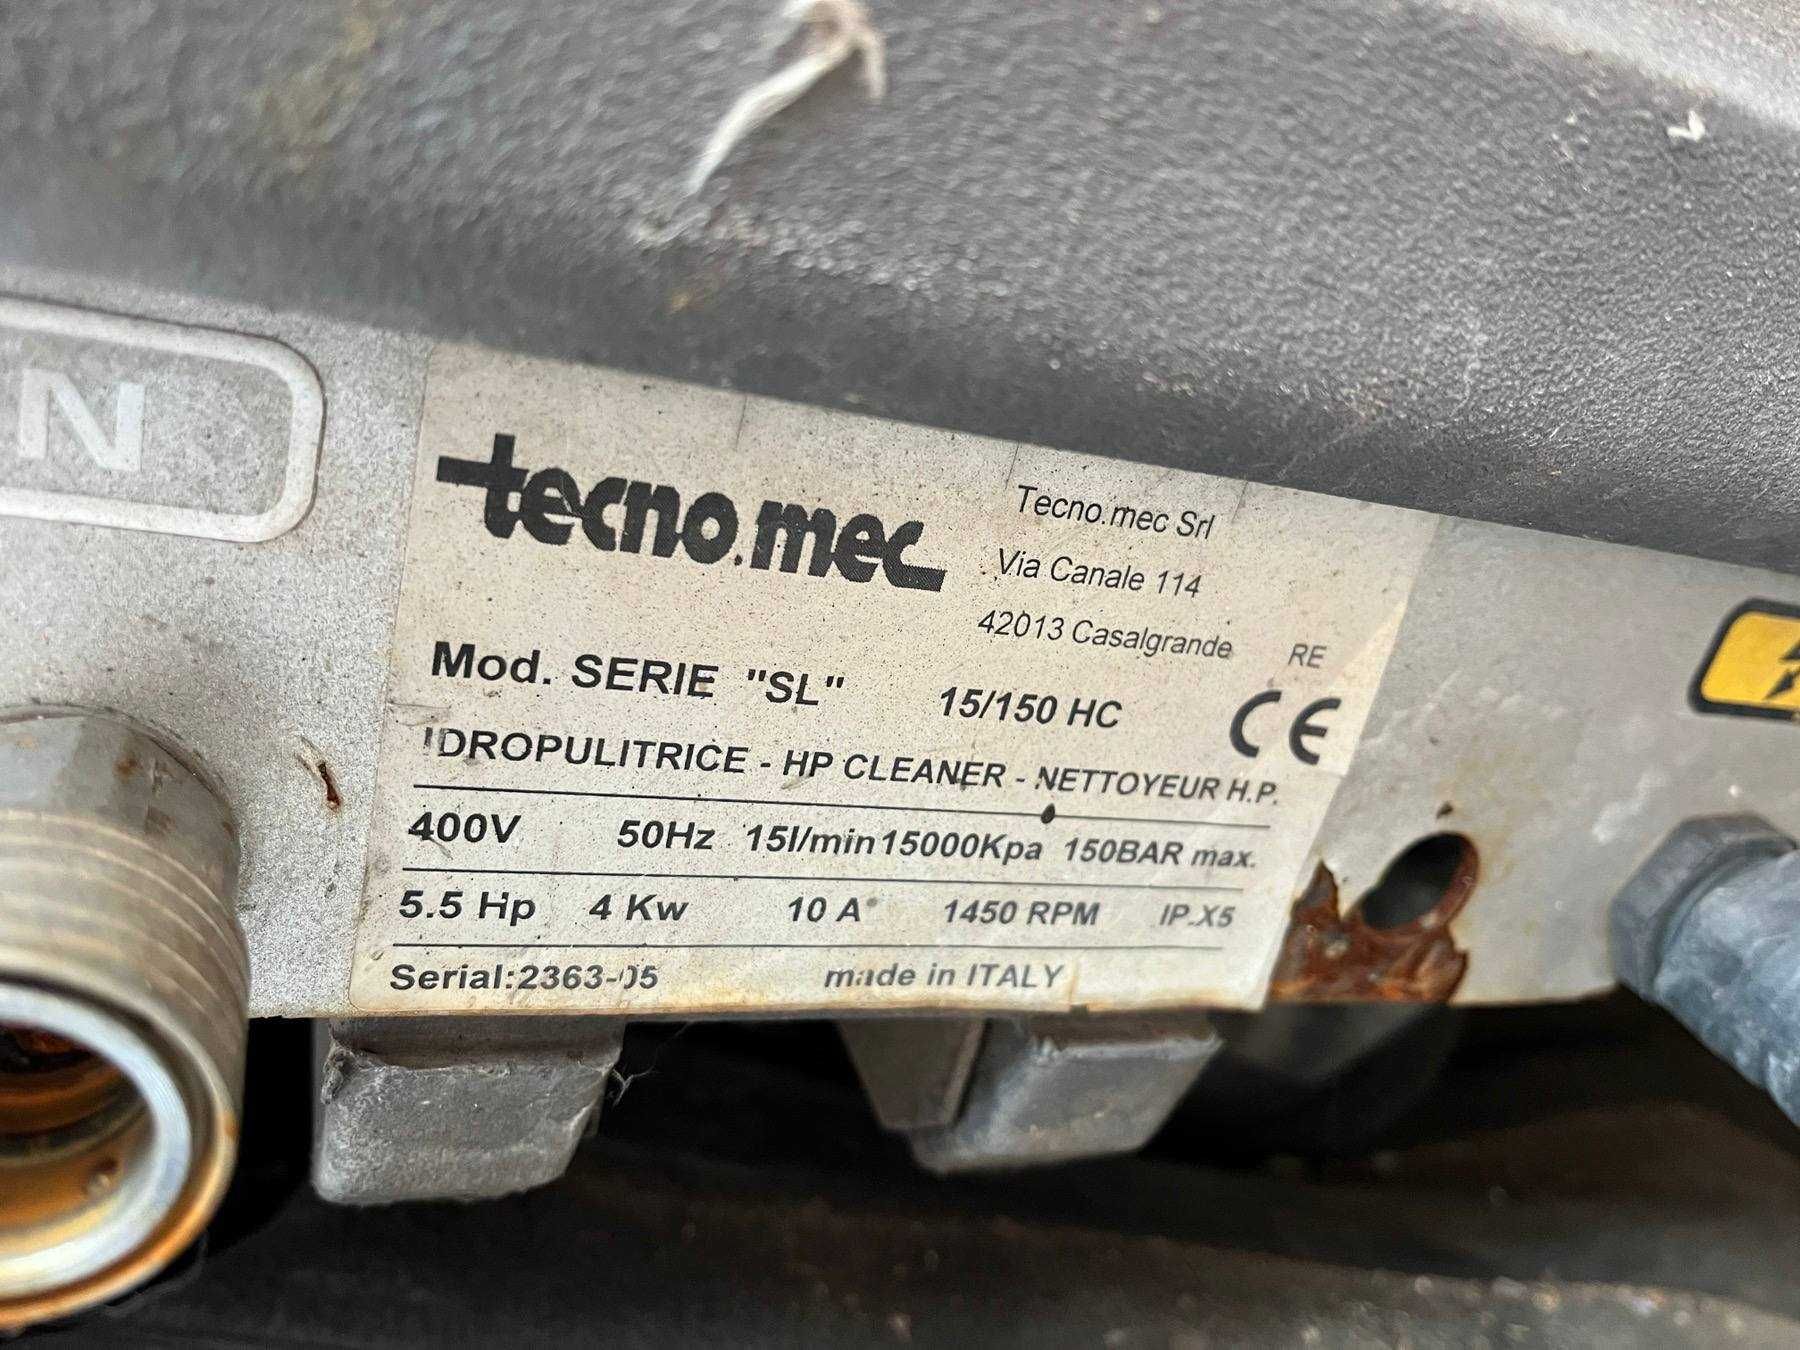 N
tecno.mec
Tecno.mec Srl
Via Canale 114
42013 Casalgrande RE
Mod. SERIE "SL" 15/150 HC CE
IDROPULITRICE - HP CLEANER - NETTOYEUR H.P.
400V 50Hz 15l/min 15000Kpa 150BAR max.
5.5 Hp 4 Kw 10 A 1450 RPM IP.X5
Serial:2363-05 made in ITALY